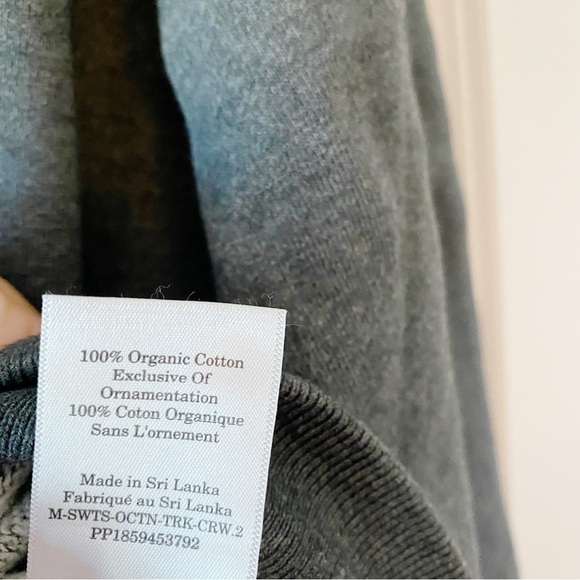 100% Organic Cotton
Exclusive Of
Ornamentation
100% Coton Organique
Sans L'ornement
Made in Sri Lanka
Fabriqué au Sri Lanka
M-SWTS-OCTN-TRK-CRW.2
PP1859453792